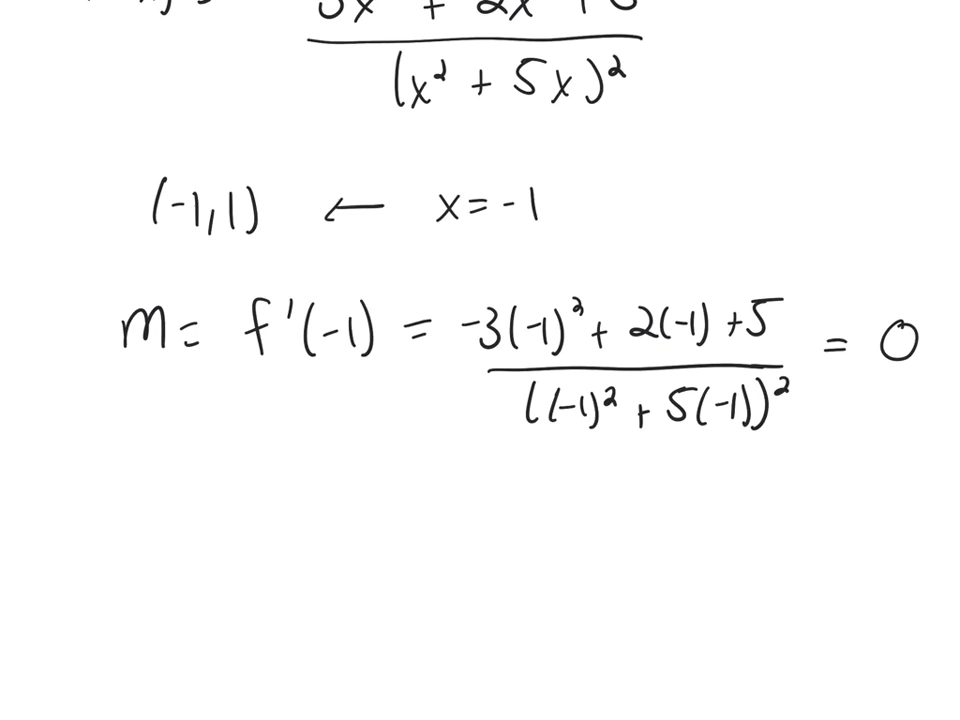 (x² + 5x)²
(-1,1) ← x = -1
m = f'(-1) = -3(-1)² + 2(-1) + 5 / ((-1)² + 5(-1))² = 0